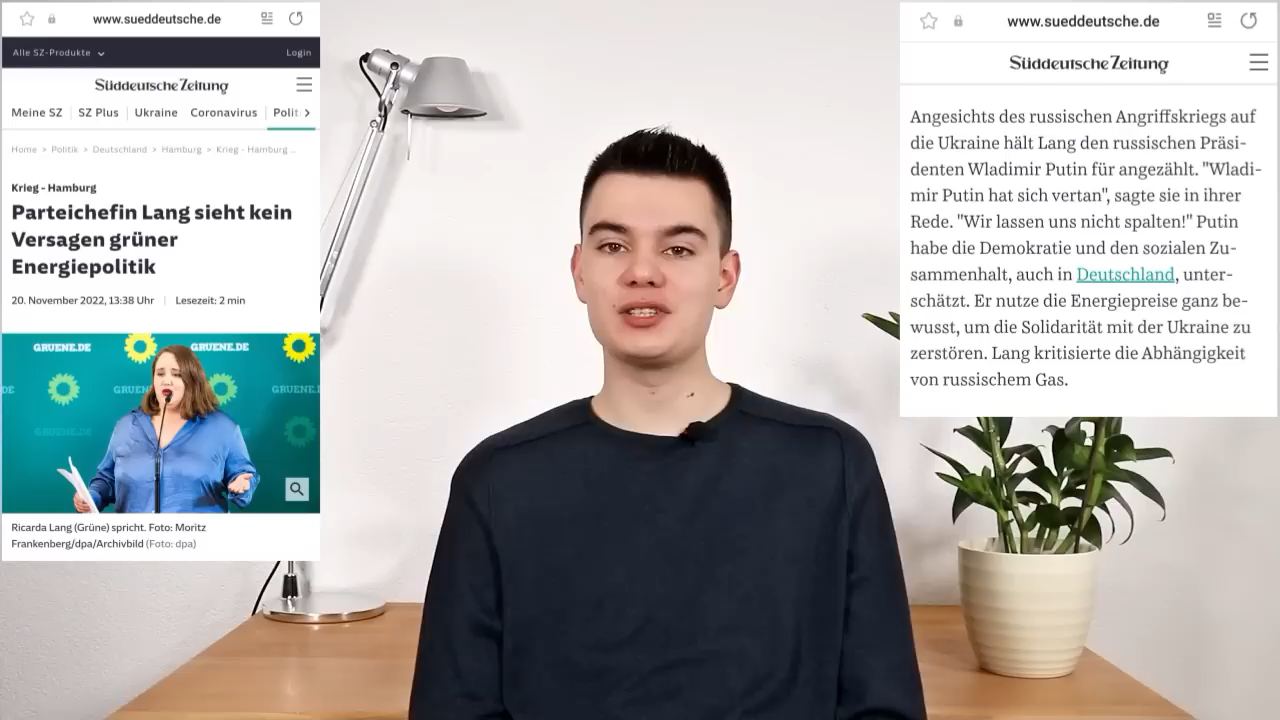 www.sueddeutsche.de
Alle SZ-Produkte
Login
Süddeutsche Zeitung
Meine SZ
SZ Plus
Ukraine
Coronavirus
Polit
Home > Politik > Deutschland > Hamburg > Krieg - Hamburg ...
Krieg - Hamburg
Parteichefin Lang sieht kein
Versagen grüner
Energiepolitik
20. November 2022, 13:38 Uhr | Lesezeit: 2 min
GRUENE.DE
GRUENE.DE
DE
GRUEN
GRUENE.D
GRUENE.DE
Ricarda Lang (Grüne) spricht. Foto: Moritz
Frankenberg/dpa/Archivbild (Foto: dpa)
www.sueddeutsche.de
Süddeutsche Zeitung
Angesichts des russischen Angriffskriegs auf
die Ukraine hält Lang den russischen Präsi-
denten Wladimir Putin für angezählt. "Wladi-
mir Putin hat sich vertan", sagte sie in ihrer
Rede. "Wir lassen uns nicht spalten!" Putin
habe die Demokratie und den sozialen Zu-
sammenhalt, auch in Deutschland, unter-
schätzt. Er nutze die Energiepreise ganz be-
wusst, um die Solidarität mit der Ukraine zu
zerstören. Lang kritisierte die Abhängigkeit
von russischem Gas.